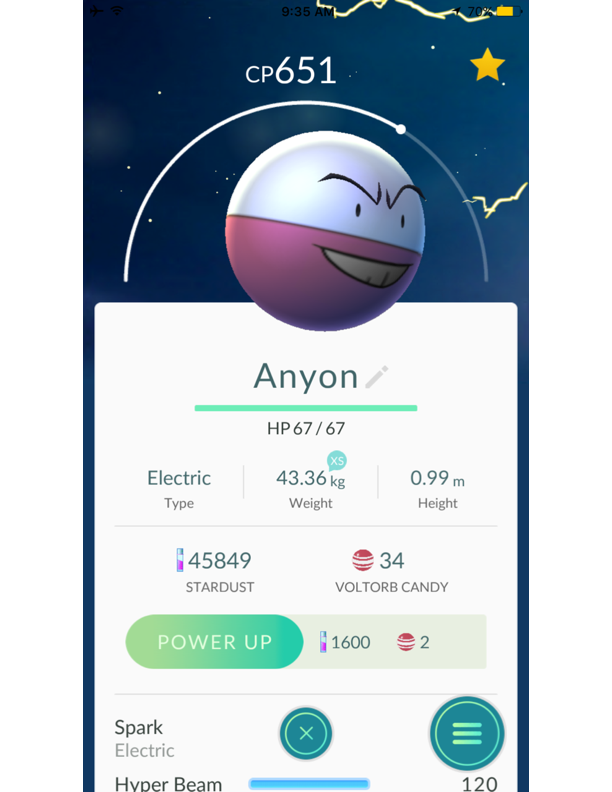 9:35 AM 70%
CP651
Anyon
HP 67 / 67
XS
Electric 43.36 kg 0.99 m
Type Weight Height
45849 34
STARDUST VOLTORB CANDY
POWER UP 1600 2
Spark
Electric
Hyper Beam 120